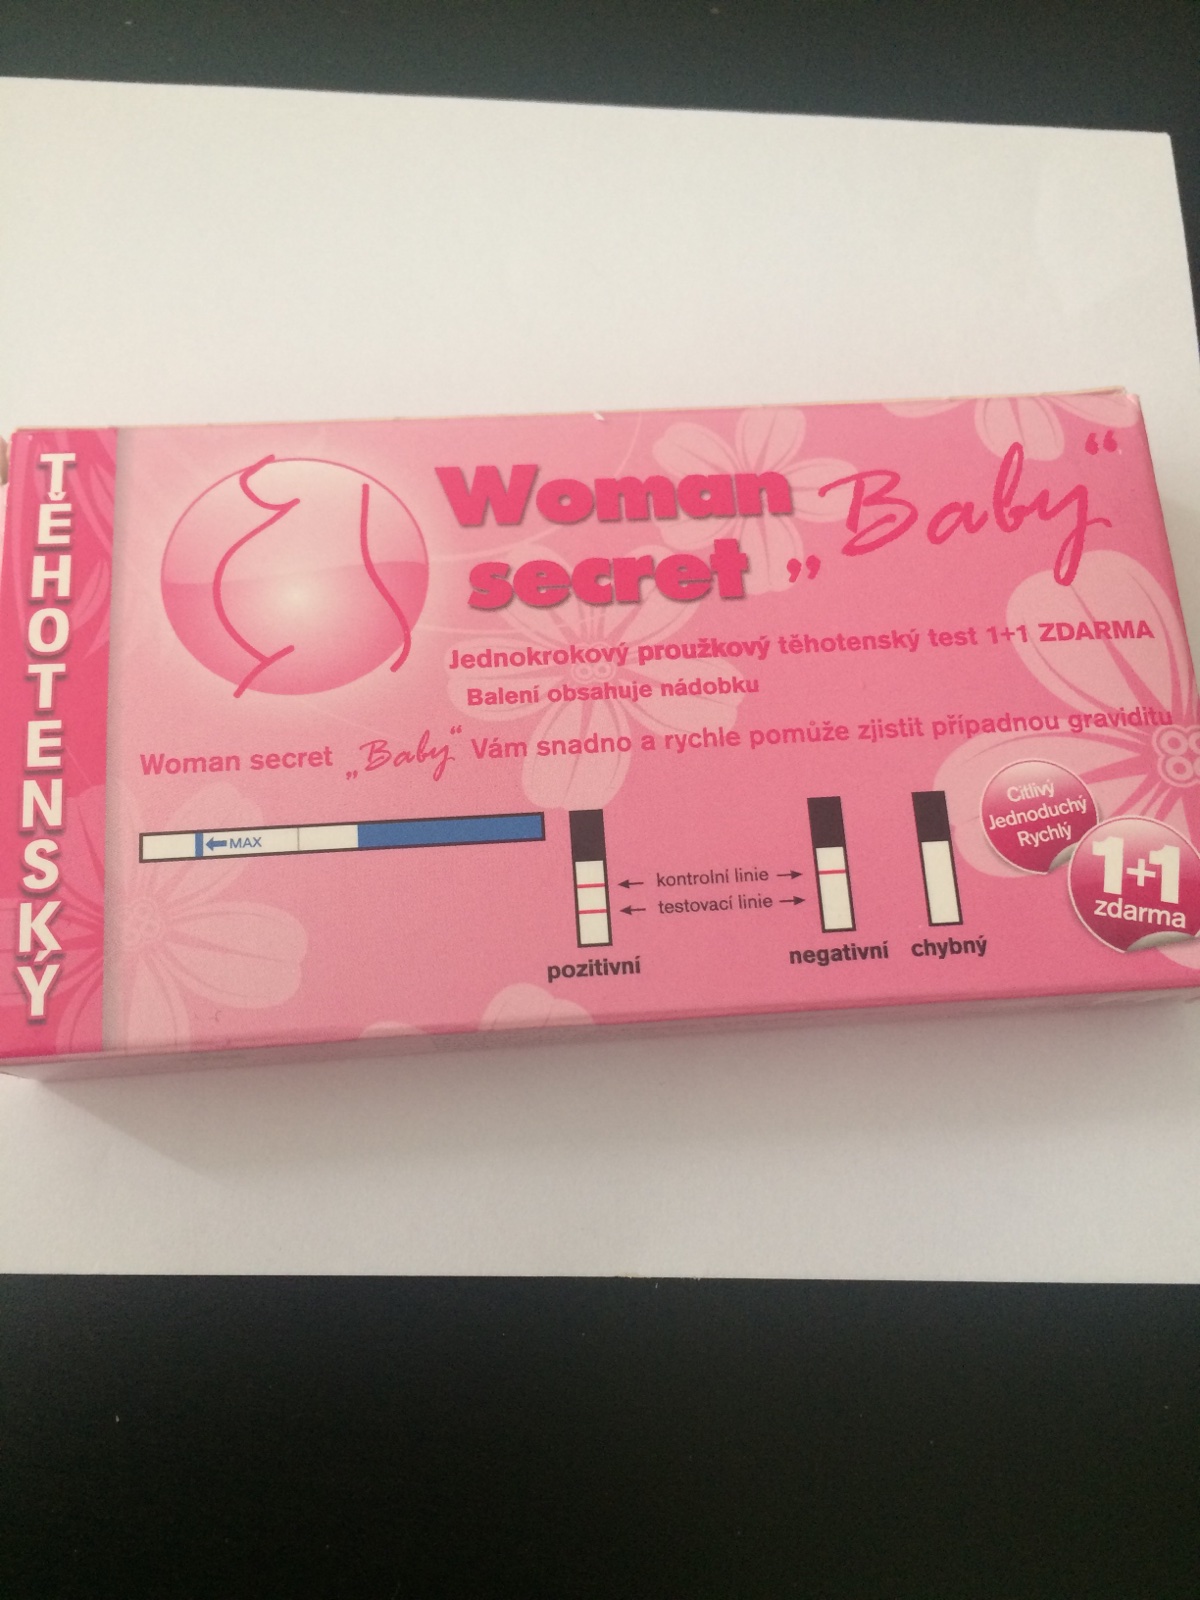 TĚHOTENSKÝ
Woman
secret „Baby“
Jednokrokový proužkový těhotenský test 1+1 ZDARMA
Balení obsahuje nádobku
Woman secret „Baby“ Vám snadno a rychle pomůže zjistit případnou graviditu
MAX
kontrolní linie
testovací linie
pozitivní
negativní
chybný
Citlivý
Jednoduchý
Rychlý
1+1
zdarma